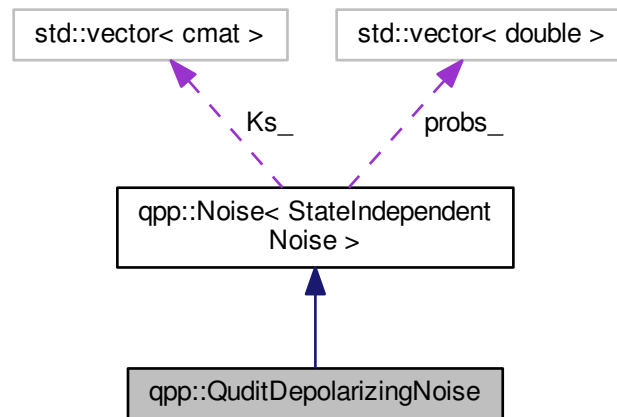 std::vector< cmat >
std::vector< double >
Ks_
probs_
qpp::Noise< StateIndependent
Noise >
qpp::QuditDepolarizingNoise